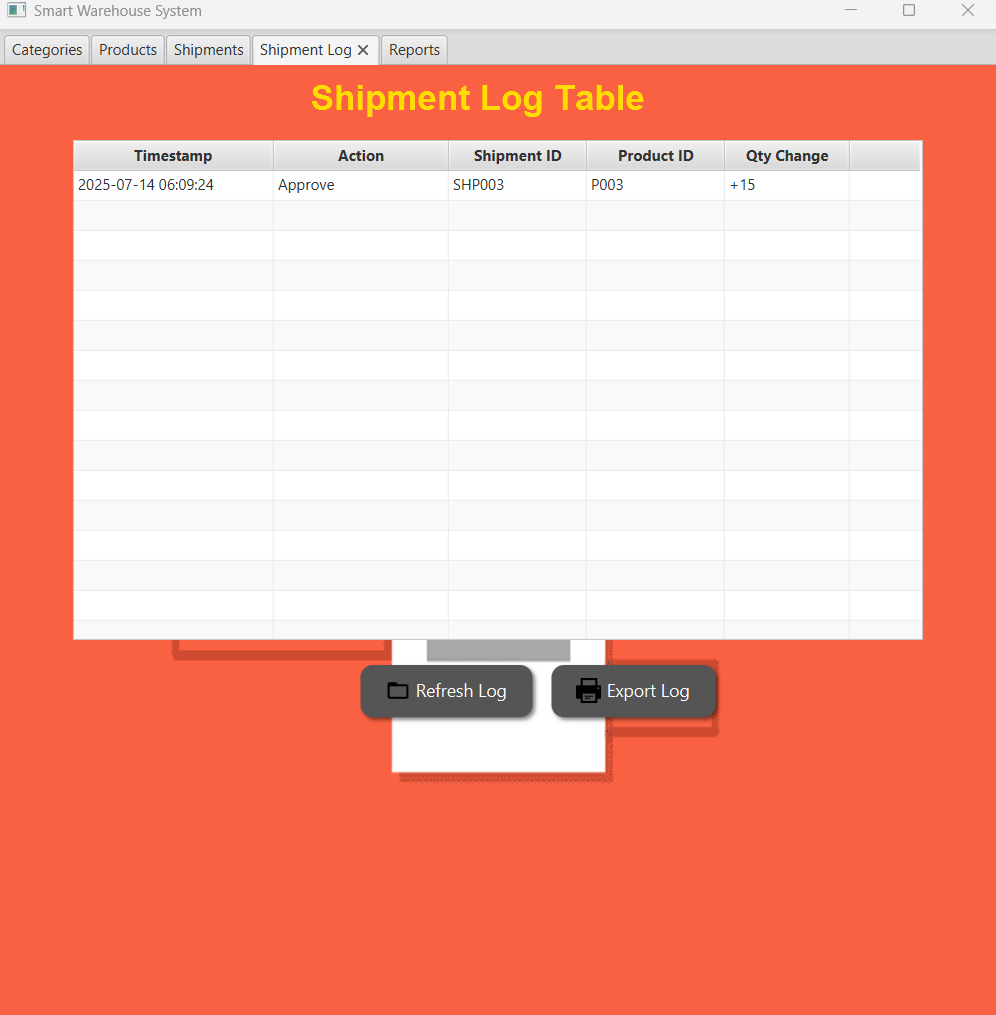 Smart Warehouse System
Categories Products Shipments Shipment Log Reports
Shipment Log Table
Timestamp Action Shipment ID Product ID Qty Change
2025-07-14 06:09:24 Approve SHP003 P003 +15
Refresh Log Export Log